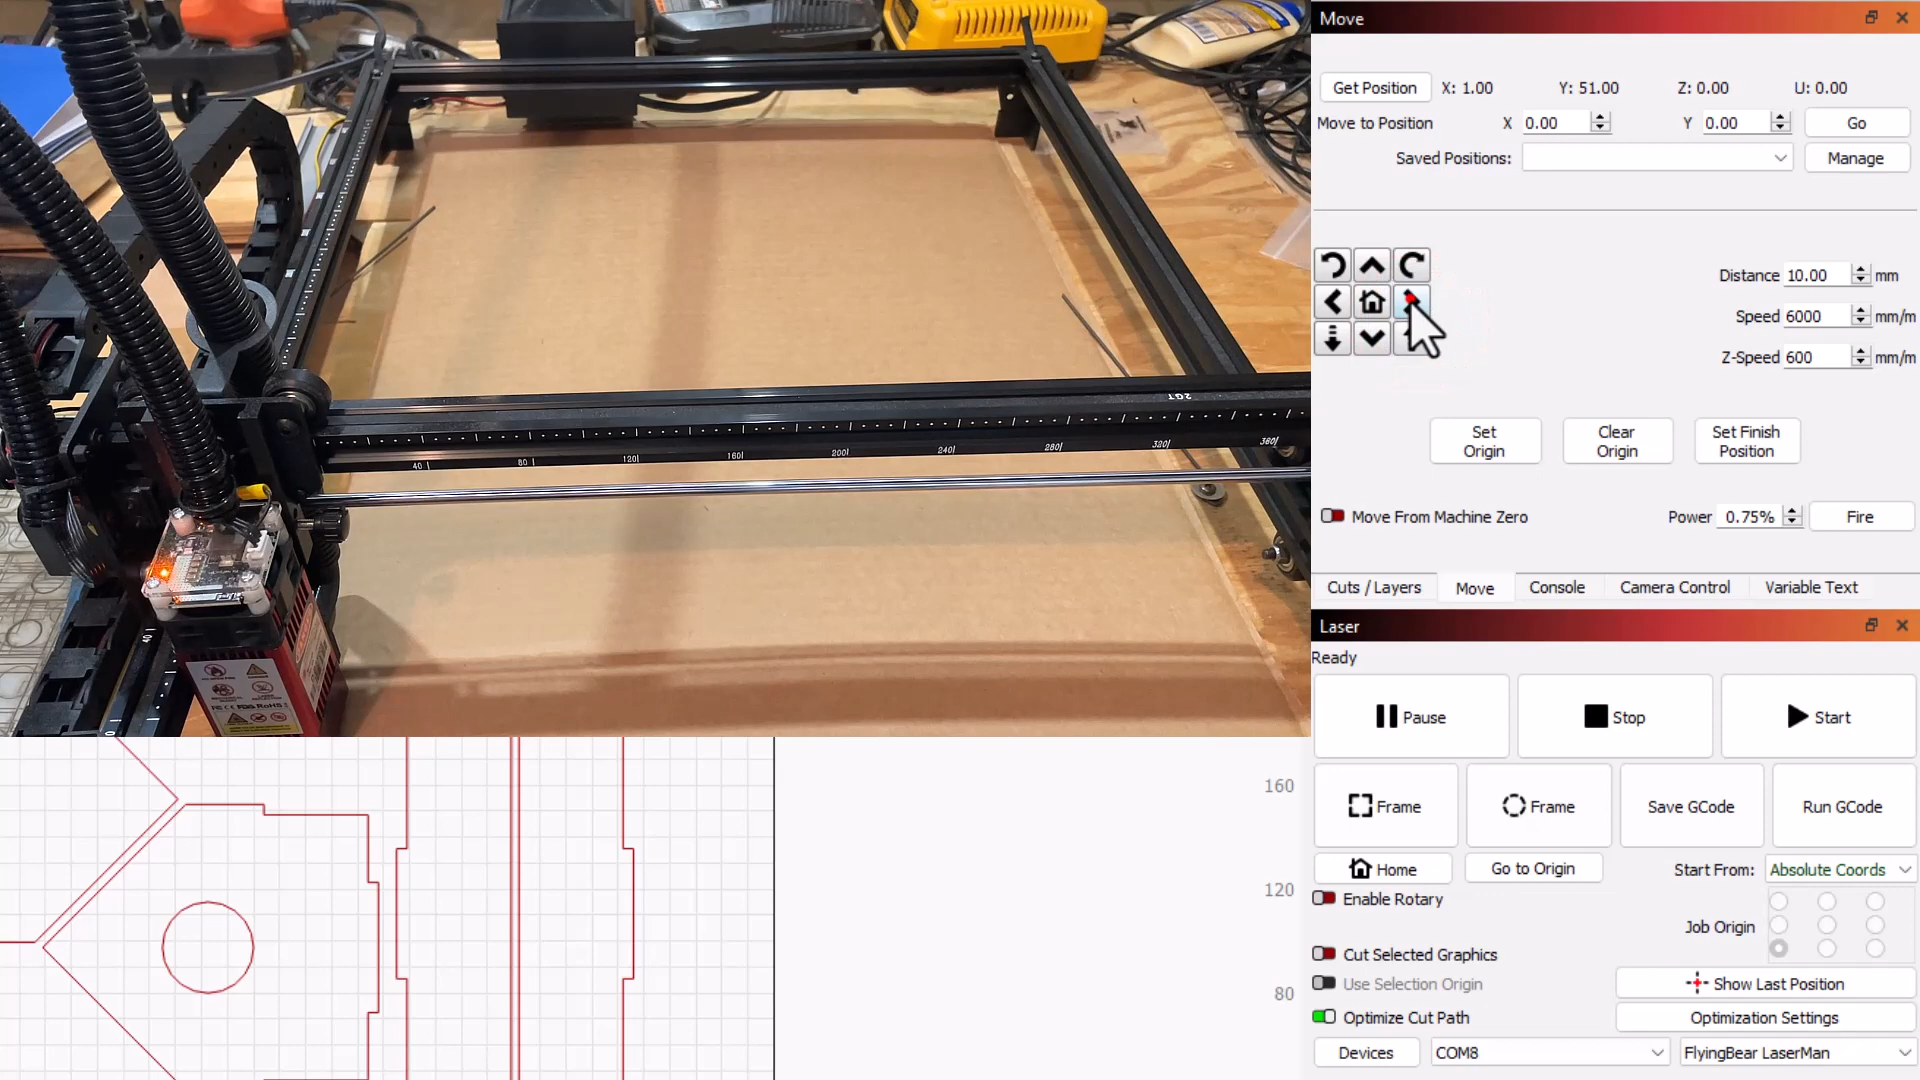 2GT
40
80
120
160
200
240
280
320
360
40
0
160
120
80
Move
Get Position X: 1.00 Y: 51.00 Z: 0.00 U: 0.00
Move to Position X 0.00 Y 0.00 Go
Saved Positions: Manage
Distance 10.00 mm
Speed 6000 mm/m
Z-Speed 600 mm/m
Set Origin Clear Origin Set Finish Position
Move From Machine Zero Power 0.75% Fire
Cuts / Layers Move Console Camera Control Variable Text
Laser
Ready
Pause Stop Start
Frame Frame Save GCode Run GCode
Home Go to Origin Start From: Absolute Coords
Enable Rotary
Job Origin
Cut Selected Graphics
Use Selection Origin Show Last Position
Optimize Cut Path Optimization Settings
Devices COM8 FlyingBear LaserMan